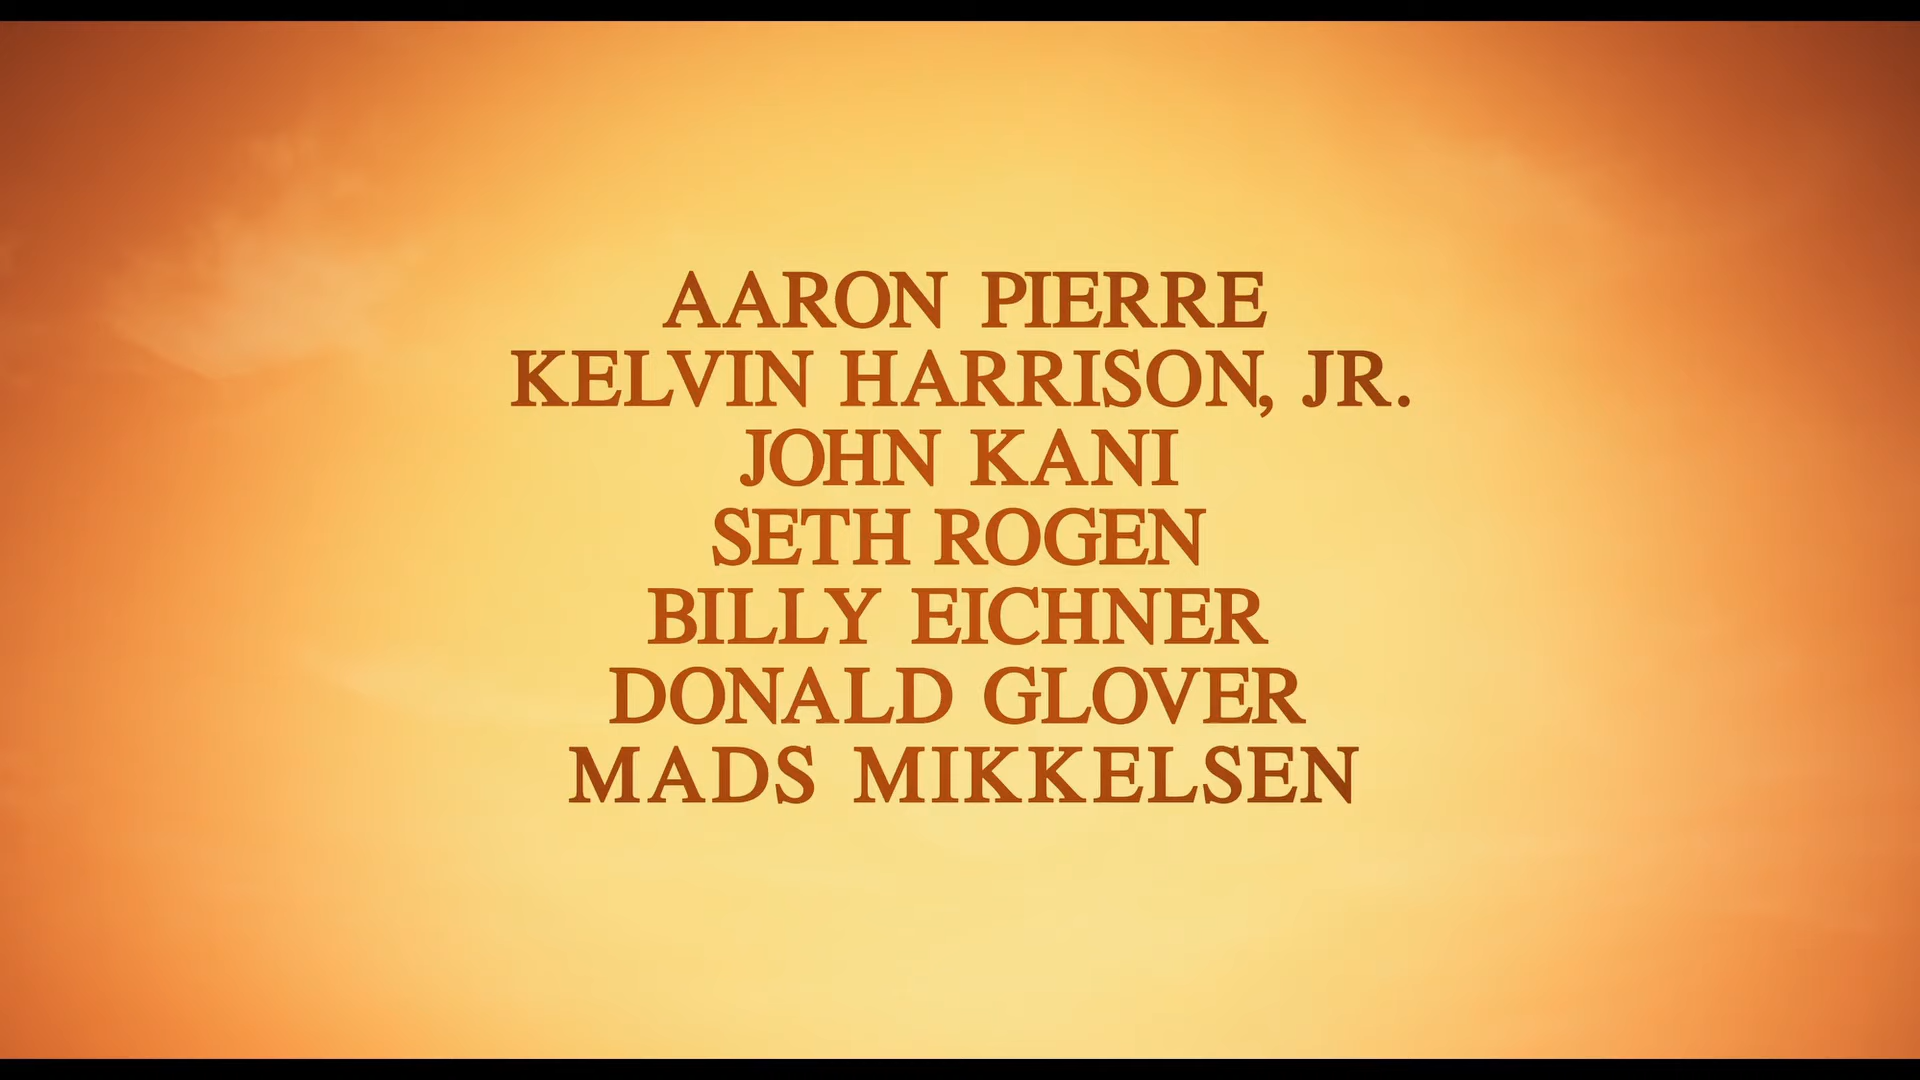 AARON PIERRE
KELVIN HARRISON, JR.
JOHN KANI
SETH ROGEN
BILLY EICHNER
DONALD GLOVER
MADS MIKKELSEN